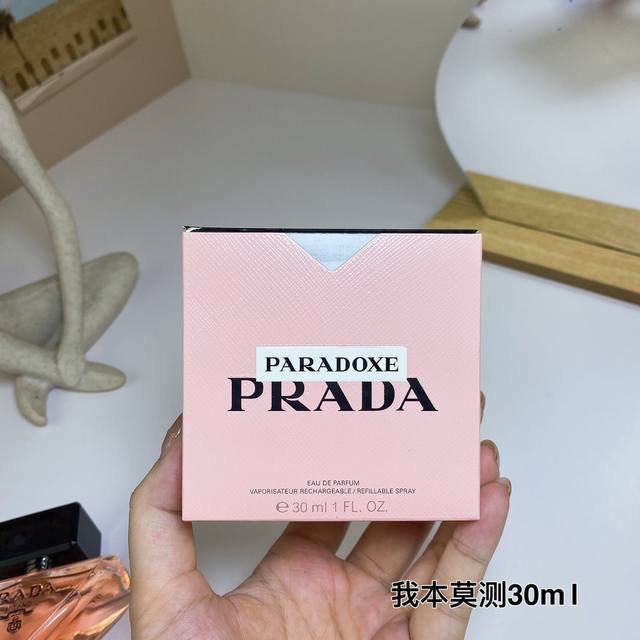 PARADOXE
PRADA
EAU DE PARFUM
VAPORISATEUR RECHARGEABLE / REFILLABLE SPRAY
℮ 30 ml 1 FL. OZ.
RADA
我本莫测30ml